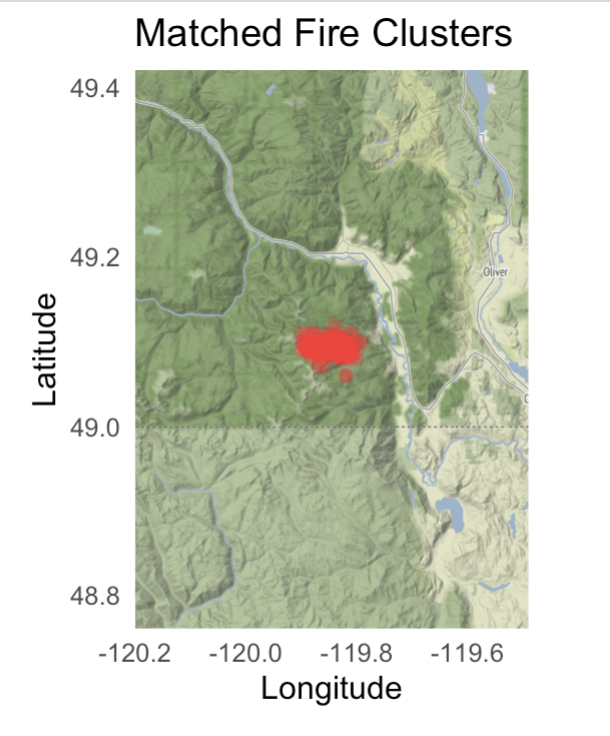 Matched Fire Clusters
49.4
49.2
49.0
48.8
Latitude
Oliver
-120.2 -120.0 -119.8 -119.6
Longitude